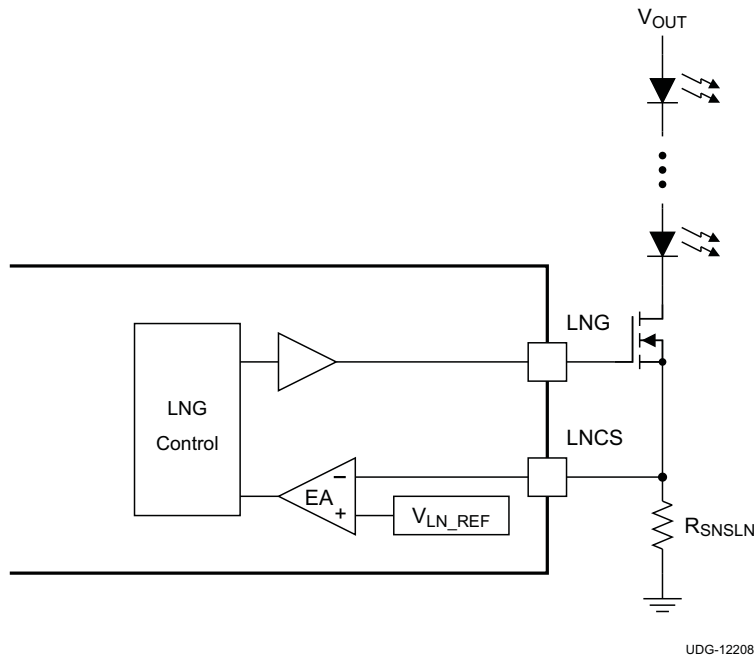 V_OUT
LNG
LNG
Control
LNCS
EA
−
+
V_LN_REF
R_SNSLN
UDG-12208